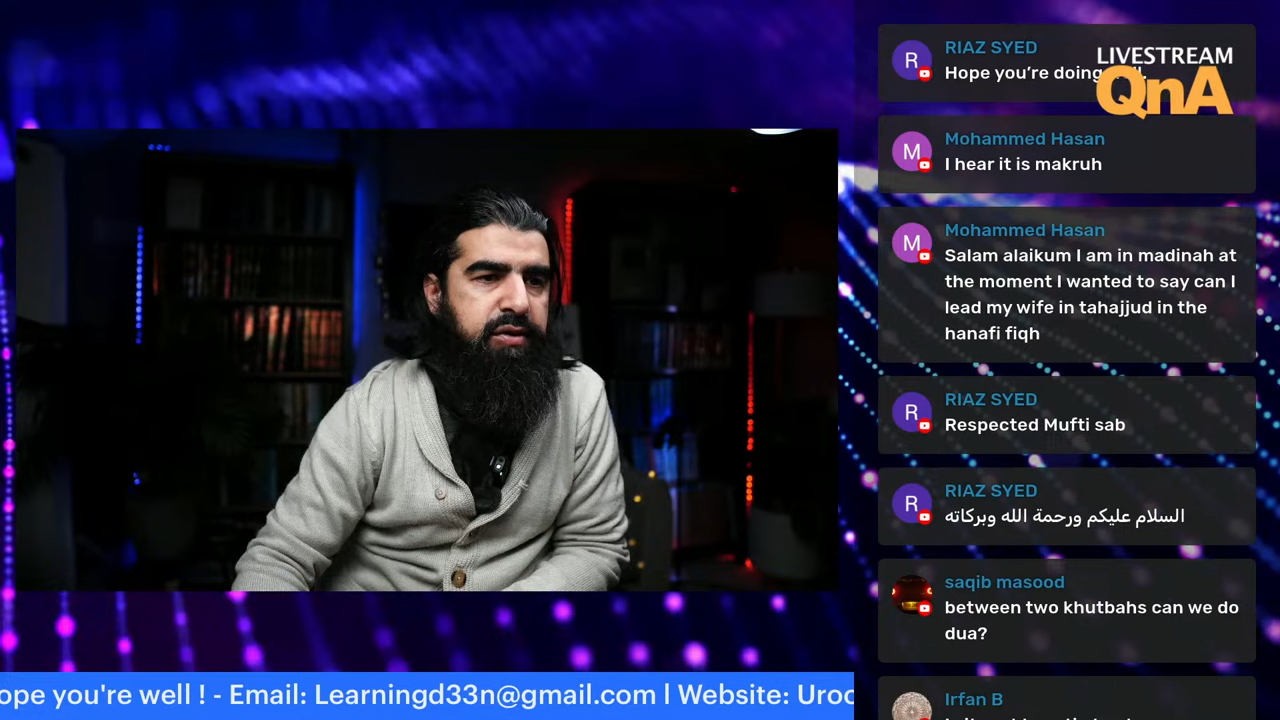 LIVESTREAM
QnA
RIAZ SYED
Hope you're doing
Mohammed Hasan
I hear it is makruh
Mohammed Hasan
Salam alaikum I am in madinah at
the moment I wanted to say can I
lead my wife in tahajjud in the
hanafi fiqh
RIAZ SYED
Respected Mufti sab
RIAZ SYED
السلام عليكم ورحمة الله وبركاته
saqib masood
between two khutbahs can we do
dua?
Irfan B
ope you're well ! - Email: Learningd33n@gmail.com l Website: Uroo